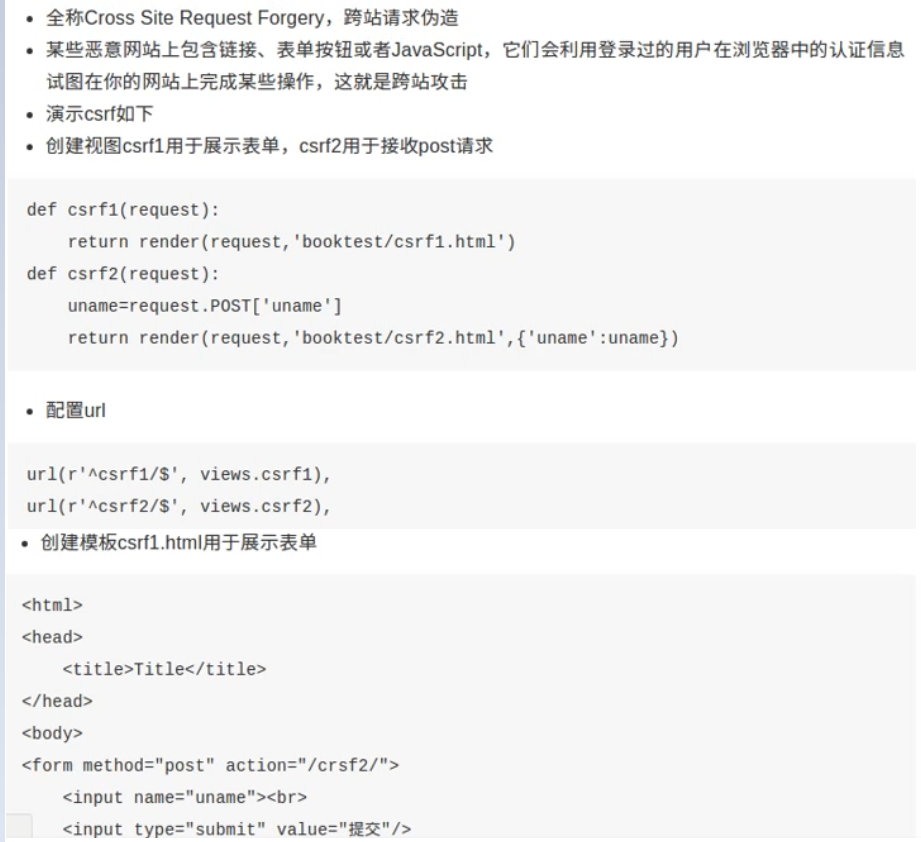 全称Cross Site Request Forgery，跨站请求伪造
某些恶意网站上包含链接、表单按钮或者JavaScript，它们会利用登录过的用户在浏览器中的认证信息
试图在你的网站上完成某些操作，这就是跨站攻击
演示csrf如下
创建视图csrf1用于展示表单，csrf2用于接收post请求
def csrf1(request):
    return render(request,'booktest/csrf1.html')
def csrf2(request):
    uname=request.POST['uname']
    return render(request,'booktest/csrf2.html',{'uname':uname})
配置url
url(r'^csrf1/$', views.csrf1),
url(r'^csrf2/$', views.csrf2),
创建模板csrf1.html用于展示表单
<html>
<head>
    <title>Title</title>
</head>
<body>
<form method="post" action="/crsf2/">
    <input name="uname"><br>
    <input type="submit" value="提交"/>